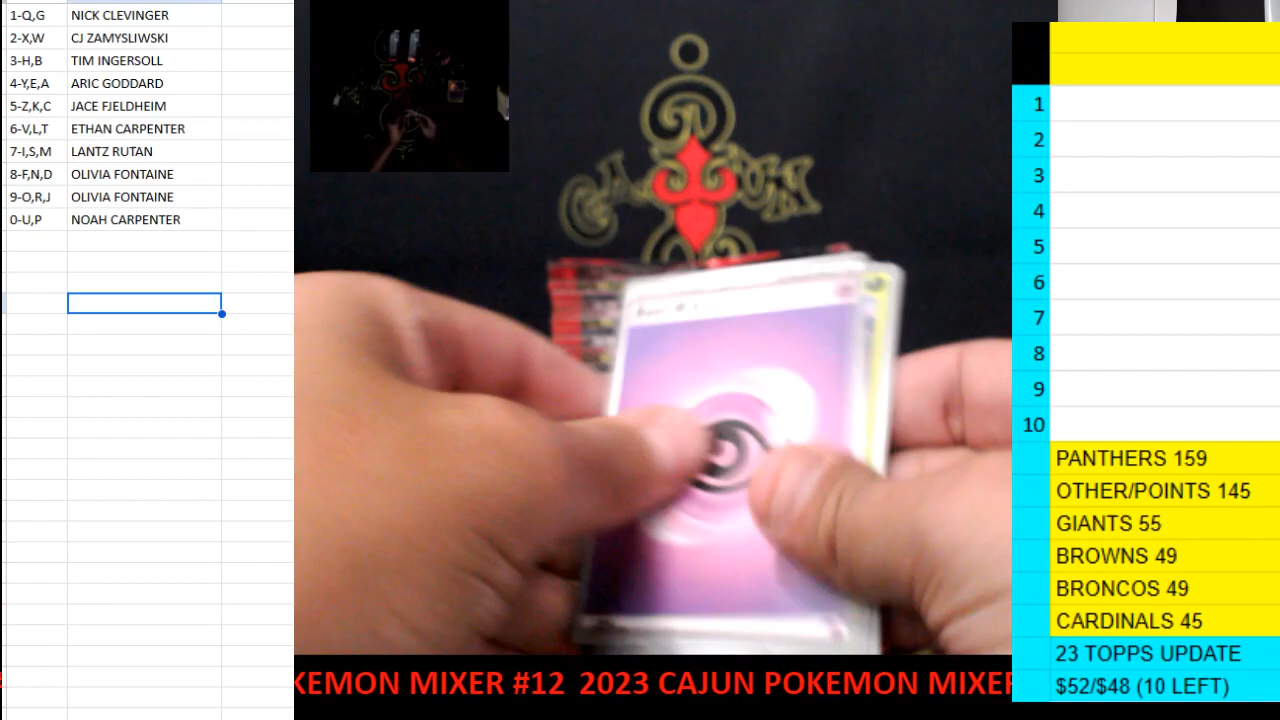 1-Q,G NICK CLEVINGER
2-X,W CJ ZAMYSLIWSKI
3-H,B TIM INGERSOLL
4-Y,E,A ARIC GODDARD
5-Z,K,C JACE FJELDHEIM
6-V,L,T ETHAN CARPENTER
7-I,S,M LANTZ RUTAN
8-F,N,D OLIVIA FONTAINE
9-O,R,J OLIVIA FONTAINE
0-U,P NOAH CARPENTER
1
2
3
4
5
6
7
8
9
10
PANTHERS 159
OTHER/POINTS 145
GIANTS 55
BROWNS 49
BRONCOS 49
CARDINALS 45
23 TOPPS UPDATE
$52/$48 (10 LEFT)
KEMON MIXER #12 2023 CAJUN POKEMON MIXER